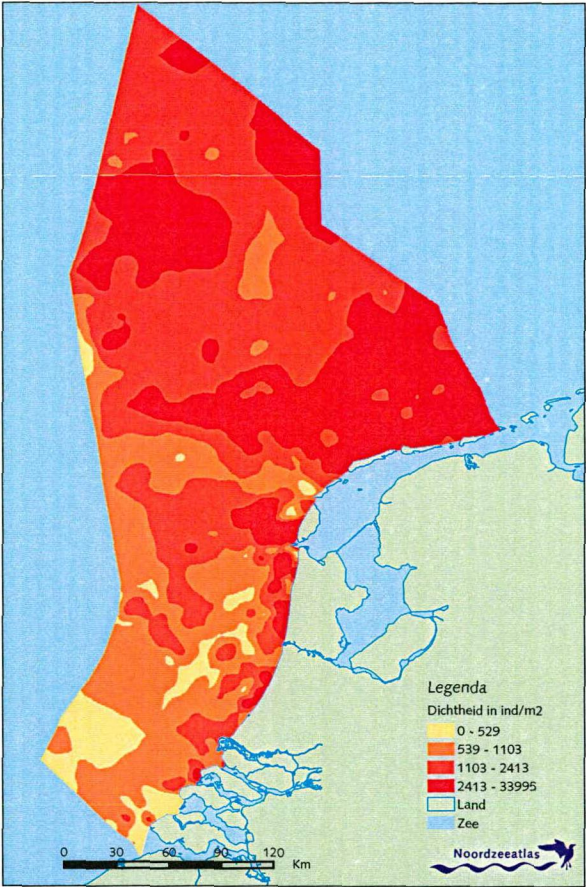 Legenda
Dichtheid in ind/m2
0 - 529
539 - 1103
1103 - 2413
2413 - 33995
Land
Zee
Noordzeeatlas
0 30 60 90 120 Km